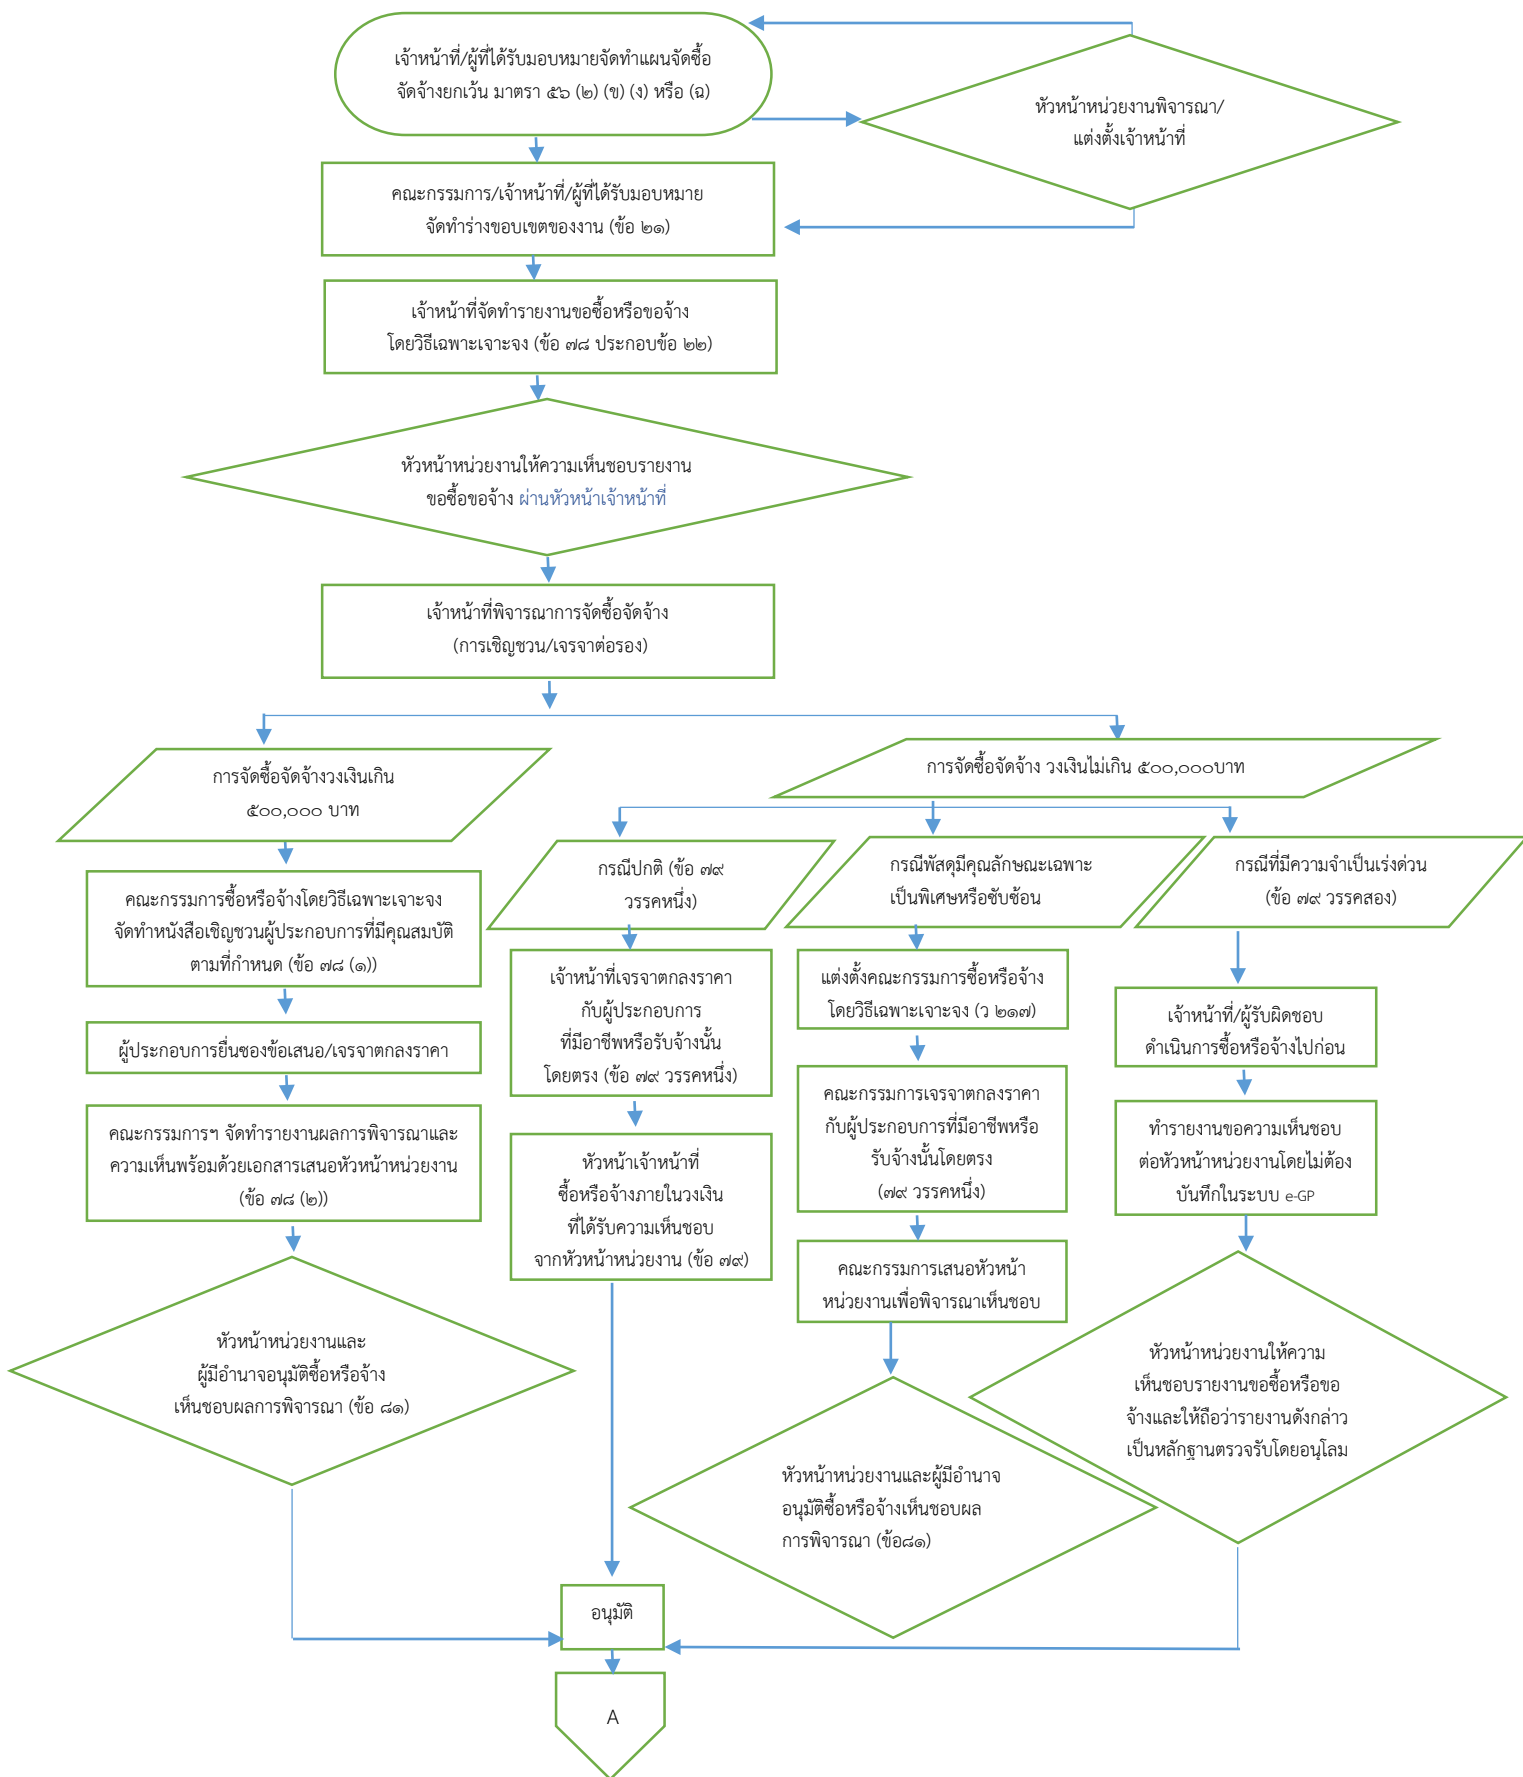 เจ้าหน้าที่/ผู้ที่ได้รับมอบหมายจัดทำแผนจัดซื้อ
จัดจ้างยกเว้น มาตรา ๕๖ (๒) (ข) (ง) หรือ (ฉ)
หัวหน้าหน่วยงานพิจารณา/
แต่งตั้งเจ้าหน้าที่
คณะกรรมการ/เจ้าหน้าที่/ผู้ที่ได้รับมอบหมาย
จัดทำร่างขอบเขตของงาน (ข้อ ๒๑)
เจ้าหน้าที่จัดทำรายงานขอซื้อหรือขอจ้าง
โดยวิธีเฉพาะเจาะจง (ข้อ ๗๘ ประกอบข้อ ๒๒)
หัวหน้าหน่วยงานให้ความเห็นชอบรายงาน
ขอซื้อขอจ้าง ผ่านหัวหน้าเจ้าหน้าที่
เจ้าหน้าที่พิจารณาการจัดซื้อจัดจ้าง
(การเชิญชวน/เจรจาต่อรอง)
การจัดซื้อจัดจ้างวงเงินเกิน
๕๐๐,๐๐๐ บาท
การจัดซื้อจัดจ้าง วงเงินไม่เกิน ๕๐๐,๐๐๐บาท
กรณีปกติ (ข้อ ๗๙
วรรคหนึ่ง)
กรณีพัสดุมีคุณลักษณะเฉพาะ
เป็นพิเศษหรือซับซ้อน
กรณีที่มีความจำเป็นเร่งด่วน
(ข้อ ๗๙ วรรคสอง)
คณะกรรมการซื้อหรือจ้างโดยวิธีเฉพาะเจาะจง
จัดทำหนังสือเชิญชวนผู้ประกอบการที่มีคุณสมบัติ
ตามที่กำหนด (ข้อ ๗๘ (๑))
ผู้ประกอบการยื่นซองข้อเสนอ/เจรจาตกลงราคา
คณะกรรมการฯ จัดทำรายงานผลการพิจารณาและ
ความเห็นพร้อมด้วยเอกสารเสนอหัวหน้าหน่วยงาน
(ข้อ ๗๘ (๒))
หัวหน้าหน่วยงานและ
ผู้มีอำนาจอนุมัติซื้อหรือจ้าง
เห็นชอบผลการพิจารณา (ข้อ ๘๑)
เจ้าหน้าที่เจรจาตกลงราคา
กับผู้ประกอบการ
ที่มีอาชีพหรือรับจ้างนั้น
โดยตรง (ข้อ ๗๙ วรรคหนึ่ง)
หัวหน้าเจ้าหน้าที่
ซื้อหรือจ้างภายในวงเงิน
ที่ได้รับความเห็นชอบ
จากหัวหน้าหน่วยงาน (ข้อ ๗๙)
แต่งตั้งคณะกรรมการซื้อหรือจ้าง
โดยวิธีเฉพาะเจาะจง (ว ๒๑๗)
คณะกรรมการเจรจาตกลงราคา
กับผู้ประกอบการที่มีอาชีพหรือ
รับจ้างนั้นโดยตรง
(๗๙ วรรคหนึ่ง)
คณะกรรมการเสนอหัวหน้า
หน่วยงานเพื่อพิจารณาเห็นชอบ
หัวหน้าหน่วยงานและผู้มีอำนาจ
อนุมัติซื้อหรือจ้างเห็นชอบผล
การพิจารณา (ข้อ๘๑)
เจ้าหน้าที่/ผู้รับผิดชอบ
ดำเนินการซื้อหรือจ้างไปก่อน
ทำรายงานขอความเห็นชอบ
ต่อหัวหน้าหน่วยงานโดยไม่ต้อง
บันทึกในระบบ e-GP
หัวหน้าหน่วยงานให้ความ
เห็นชอบรายงานขอซื้อหรือขอ
จ้างและให้ถือว่ารายงานดังกล่าว
เป็นหลักฐานตรวจรับโดยอนุโลม
อนุมัติ
A